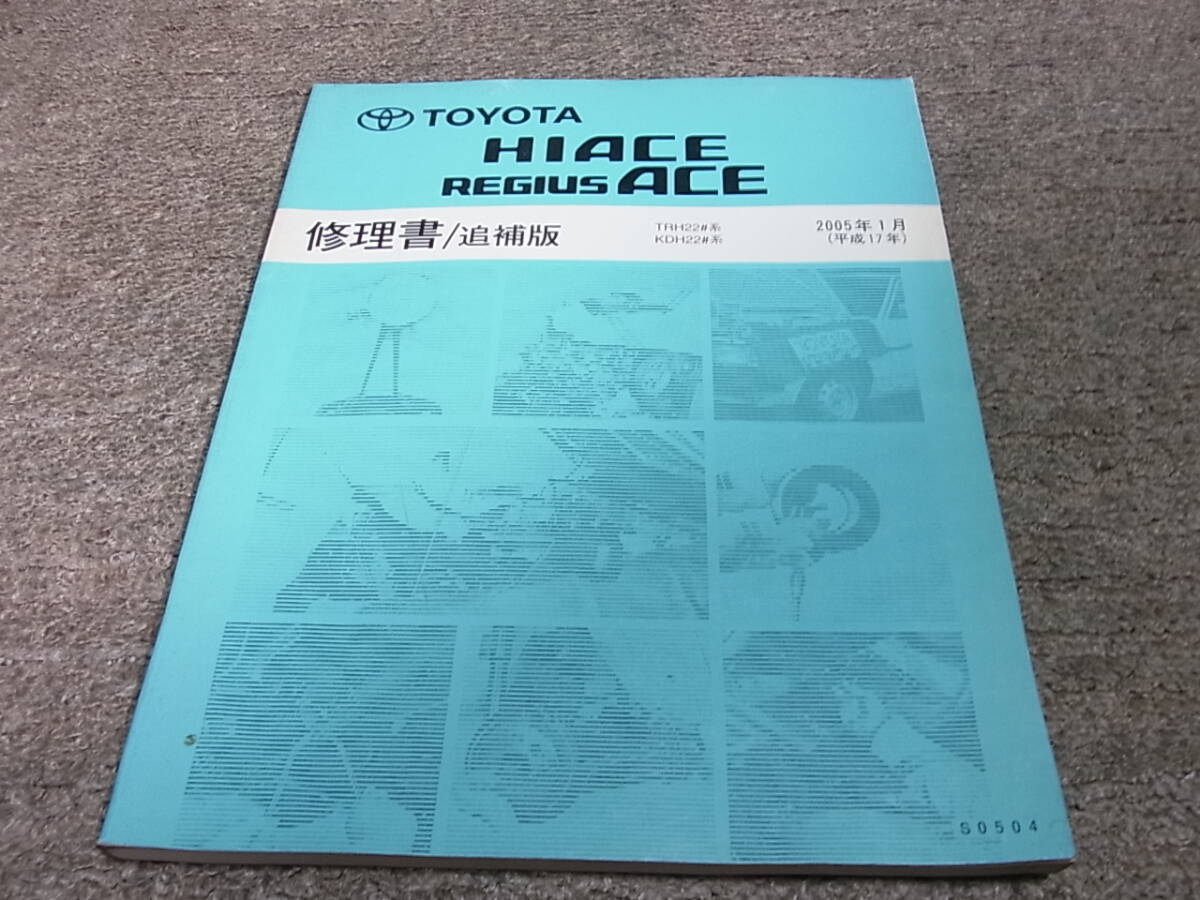 TOYOTA
HIACE
REGIUS ACE
修理書/追補版
TRH22#系
KDH22#系
2005年1月
(平成17年)
S0504